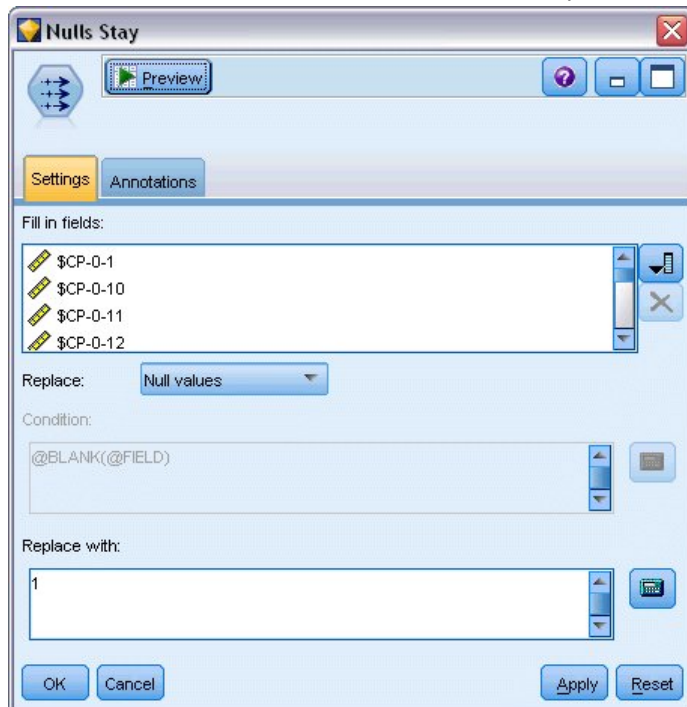 Nulls Stay
Preview
Settings Annotations
Fill in fields:
$CP-0-1
$CP-0-10
$CP-0-11
$CP-0-12
Replace: Null values
Condition:
@BLANK(@FIELD)
Replace with:
1
OK Cancel Apply Reset